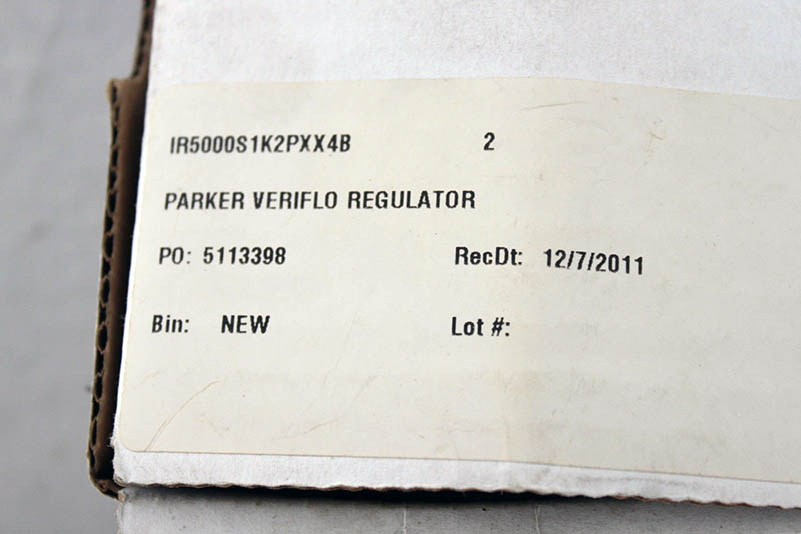 IR5000S1K2PXX4B 2
PARKER VERIFLO REGULATOR
PO: 5113398 RecDt: 12/7/2011
Bin: NEW Lot #: